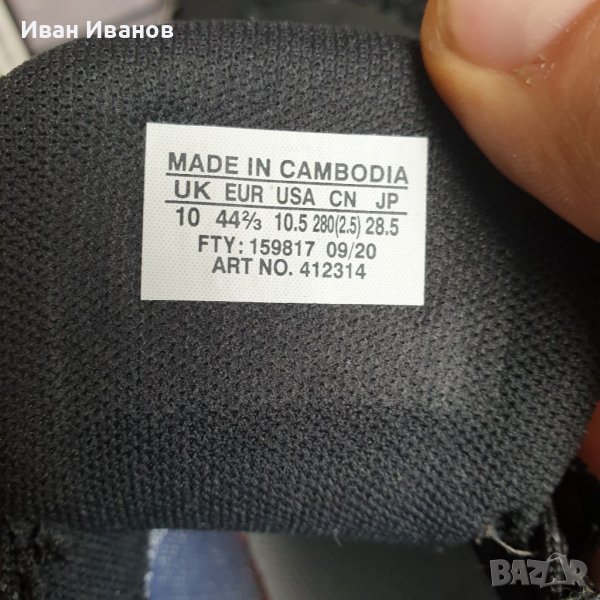 Иван Иванов
MADE IN CAMBODIA
UK EUR USA CN JP
10 44⅔ 10.5 280(2.5) 28.5
FTY: 159817 09/20
ART NO. 412314
BAZAR